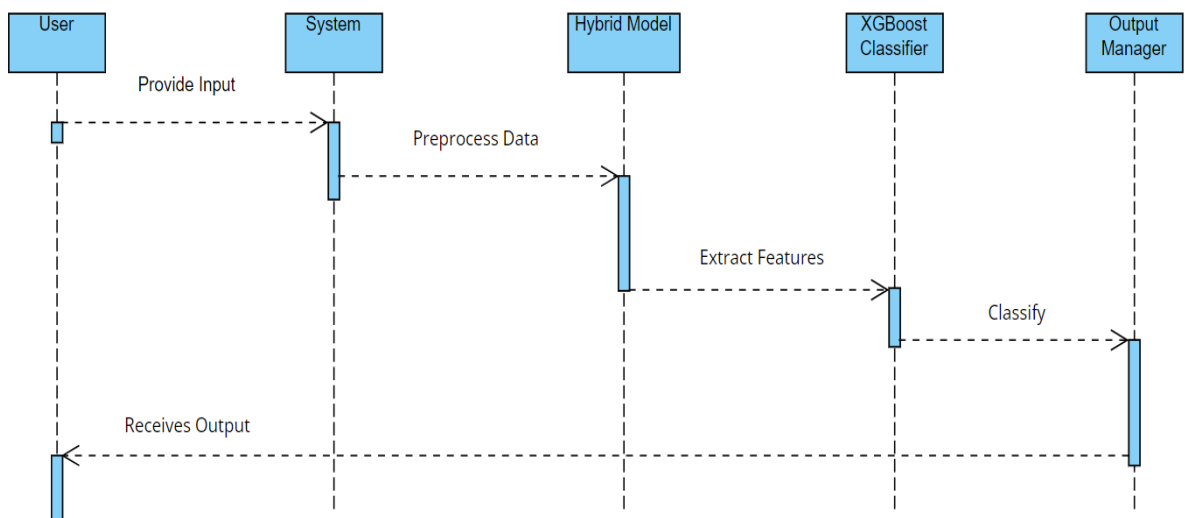 User
System
Hybrid Model
XGBoost
Classifier
Output
Manager
Provide Input
Preprocess Data
Extract Features
Classify
Receives Output